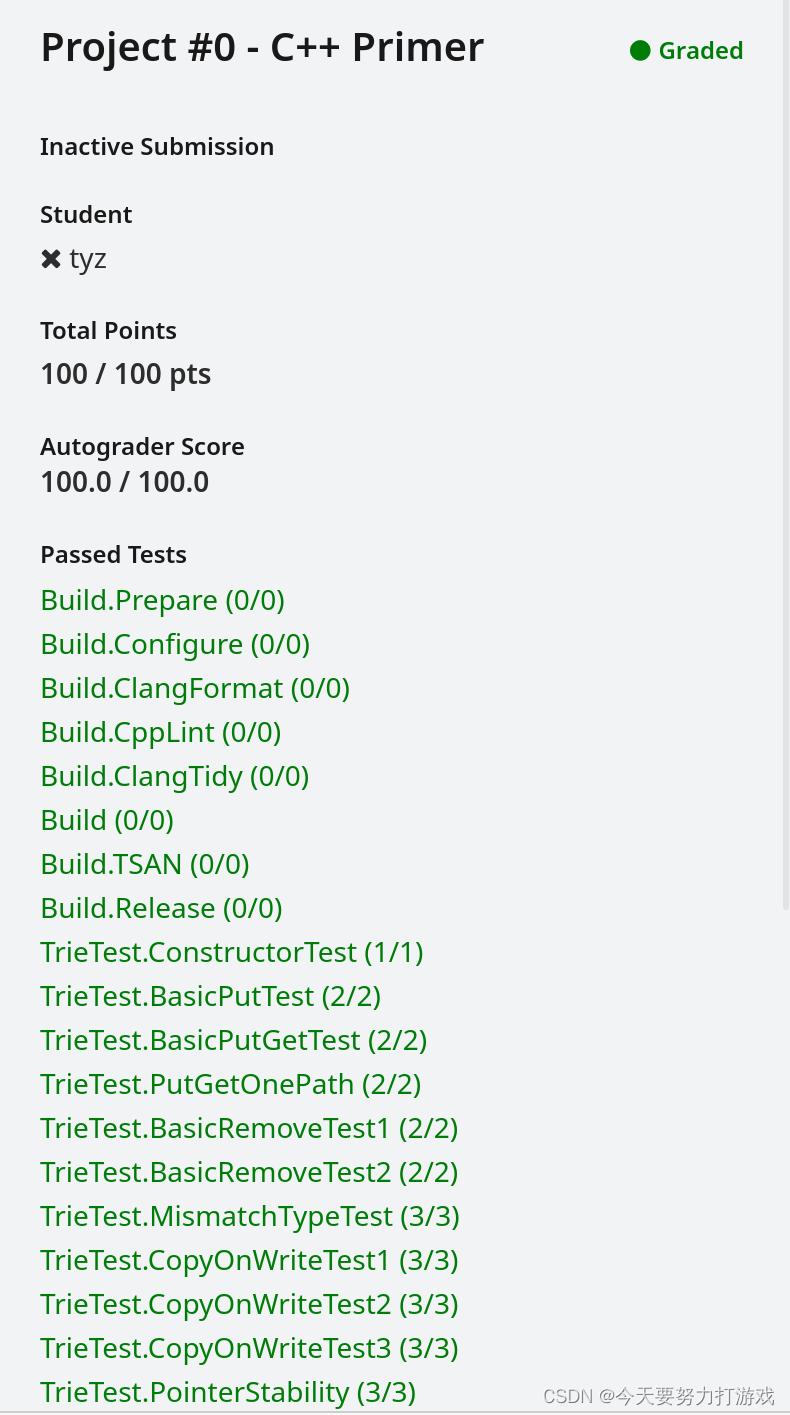 Project #0 - C++ Primer
Graded
Inactive Submission
Student
tyz
Total Points
100 / 100 pts
Autograder Score
100.0 / 100.0
Passed Tests
Build.Prepare (0/0)
Build.Configure (0/0)
Build.ClangFormat (0/0)
Build.CppLint (0/0)
Build.ClangTidy (0/0)
Build (0/0)
Build.TSAN (0/0)
Build.Release (0/0)
TrieTest.ConstructorTest (1/1)
TrieTest.BasicPutTest (2/2)
TrieTest.BasicPutGetTest (2/2)
TrieTest.PutGetOnePath (2/2)
TrieTest.BasicRemoveTest1 (2/2)
TrieTest.BasicRemoveTest2 (2/2)
TrieTest.MismatchTypeTest (3/3)
TrieTest.CopyOnWriteTest1 (3/3)
TrieTest.CopyOnWriteTest2 (3/3)
TrieTest.CopyOnWriteTest3 (3/3)
TrieTest.PointerStability (3/3)
CSDN @今天要努力打游戏